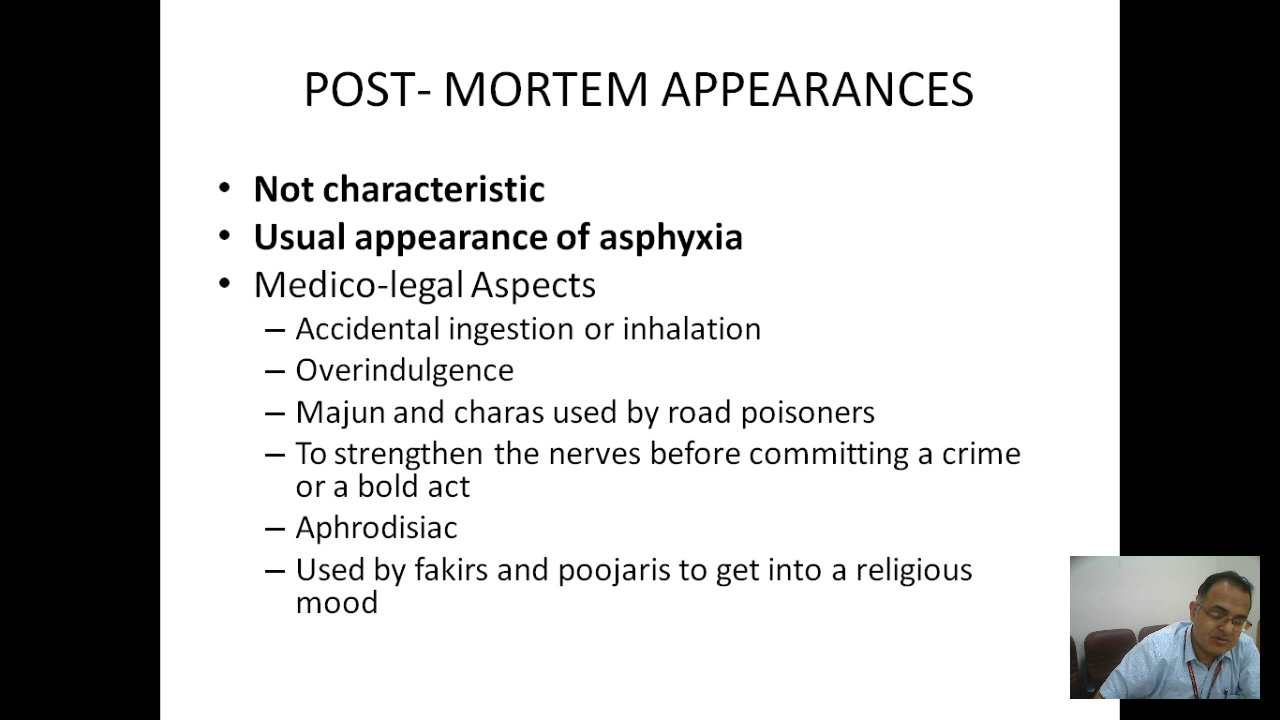 POST- MORTEM APPEARANCES
• Not characteristic
• Usual appearance of asphyxia
• Medico-legal Aspects
– Accidental ingestion or inhalation
– Overindulgence
– Majun and charas used by road poisoners
– To strengthen the nerves before committing a crime
or a bold act
– Aphrodisiac
– Used by fakirs and poojaris to get into a religious
mood